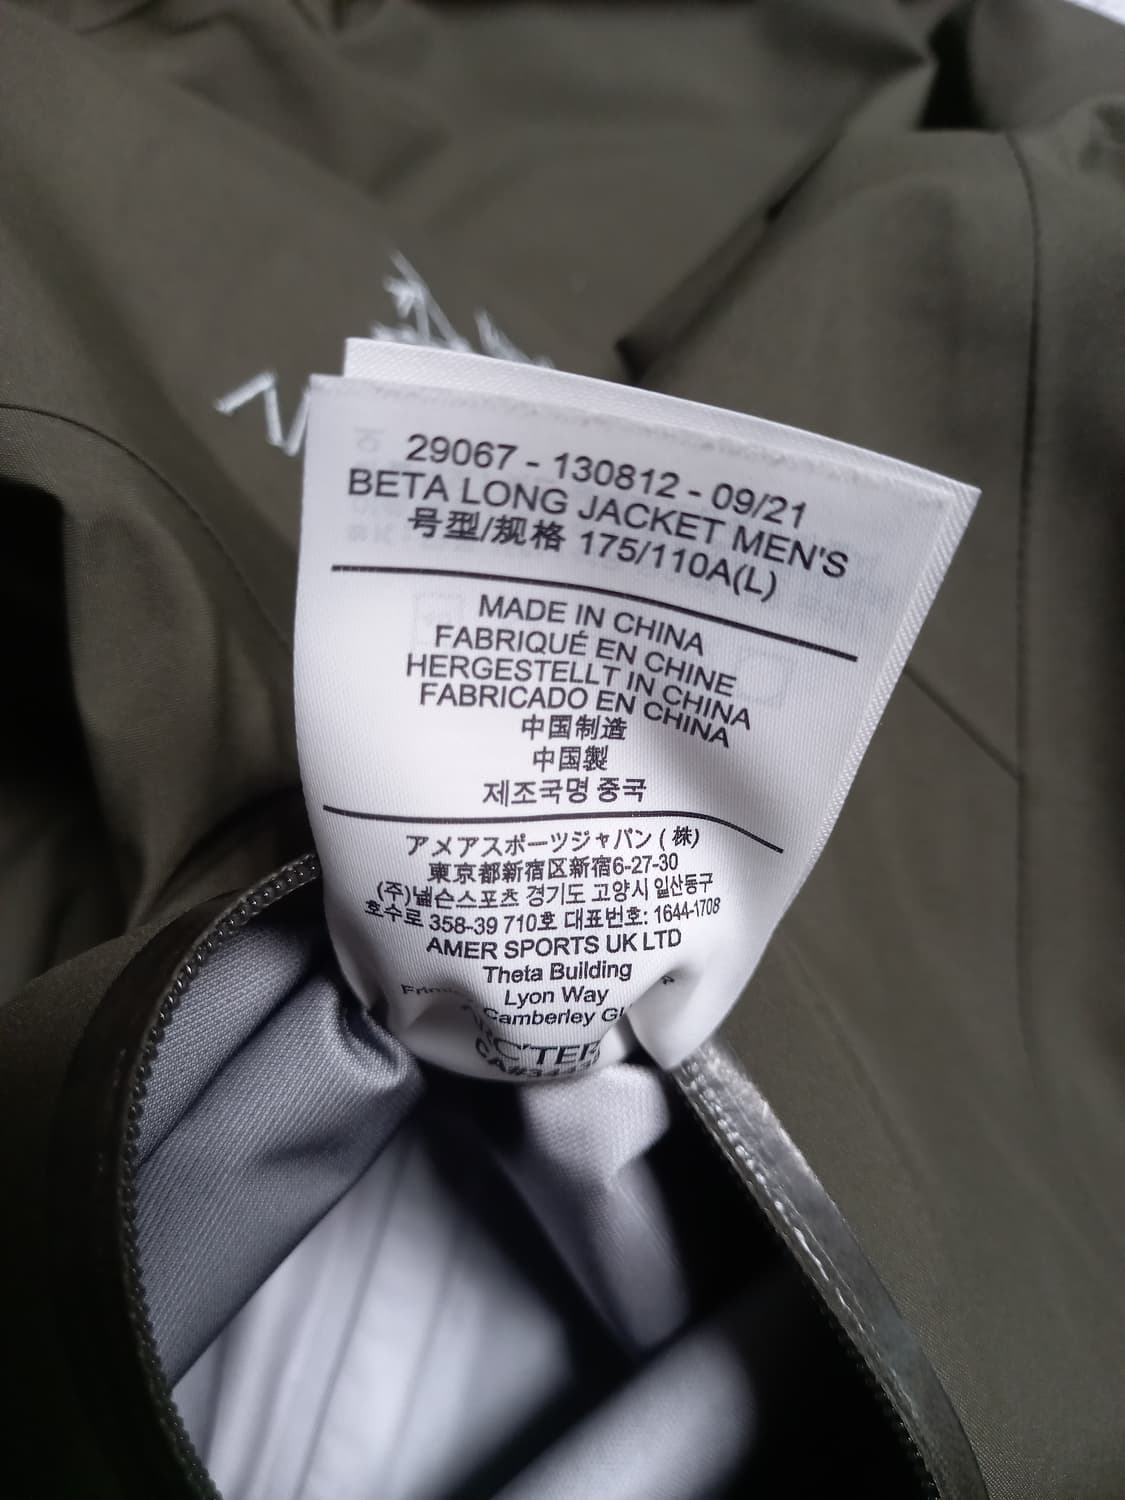 29067 - 130812 - 09/21
BETA LONG JACKET MEN'S
号型/规格 175/110A(L)
MADE IN CHINA
FABRIQUÉ EN CHINE
HERGESTELLT IN CHINA
FABRICADO EN CHINA
中国制造
中国製
제조국명 중국
アメアスポーツジャパン ( 株)
東京都新宿区新宿6-27-30
(주)넬슨스포츠 경기도 고양시 일산동구
호수로 358-39 710호 대표번호: 1644-1708
AMER SPORTS UK LTD
Theta Building
Lyon Way
Camberley